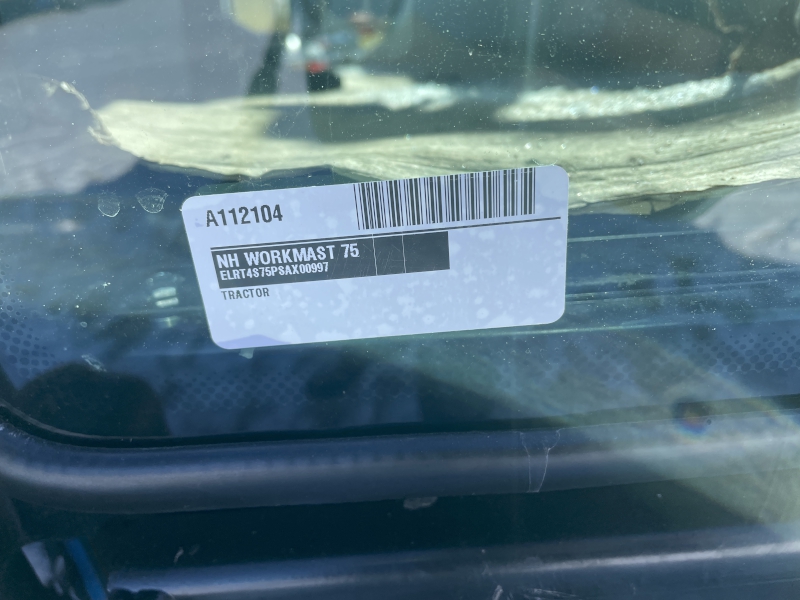 A112104
NH WORKMAST 75
ELRT4S75PSAX00997
TRACTOR